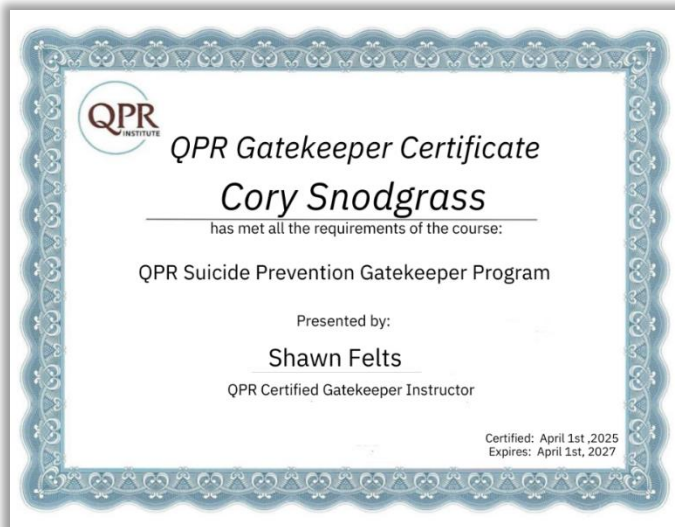 QPR
INSTITUTE
QPR Gatekeeper Certificate
Cory Snodgrass
has met all the requirements of the course:
QPR Suicide Prevention Gatekeeper Program
Presented by:
Shawn Felts
QPR Certified Gatekeeper Instructor
Certified: April 1st ,2025
Expires: April 1st, 2027